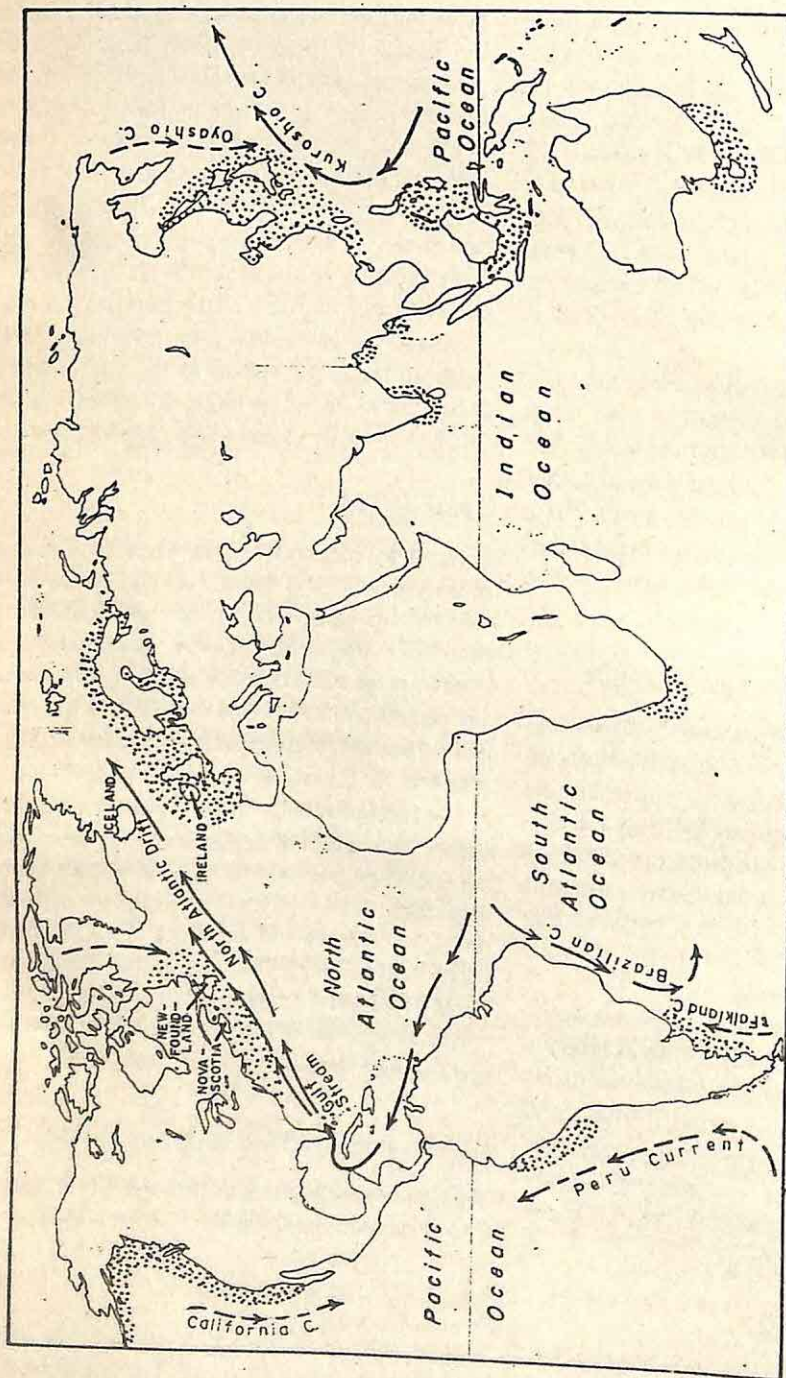 Oyashio C.
Kuroshio C.
Pacific
Ocean
Indian
Ocean
ICELAND
IRELAND
North Atlantic Drift
NEW-
FOUND-
LAND
NOVA-
SCOTIA
Gulf
Stream
North
Atlantic
Ocean
South
Atlantic
Ocean
Brazilian C.
Falkland C.
Peru Current
Pacific
Ocean
California C.